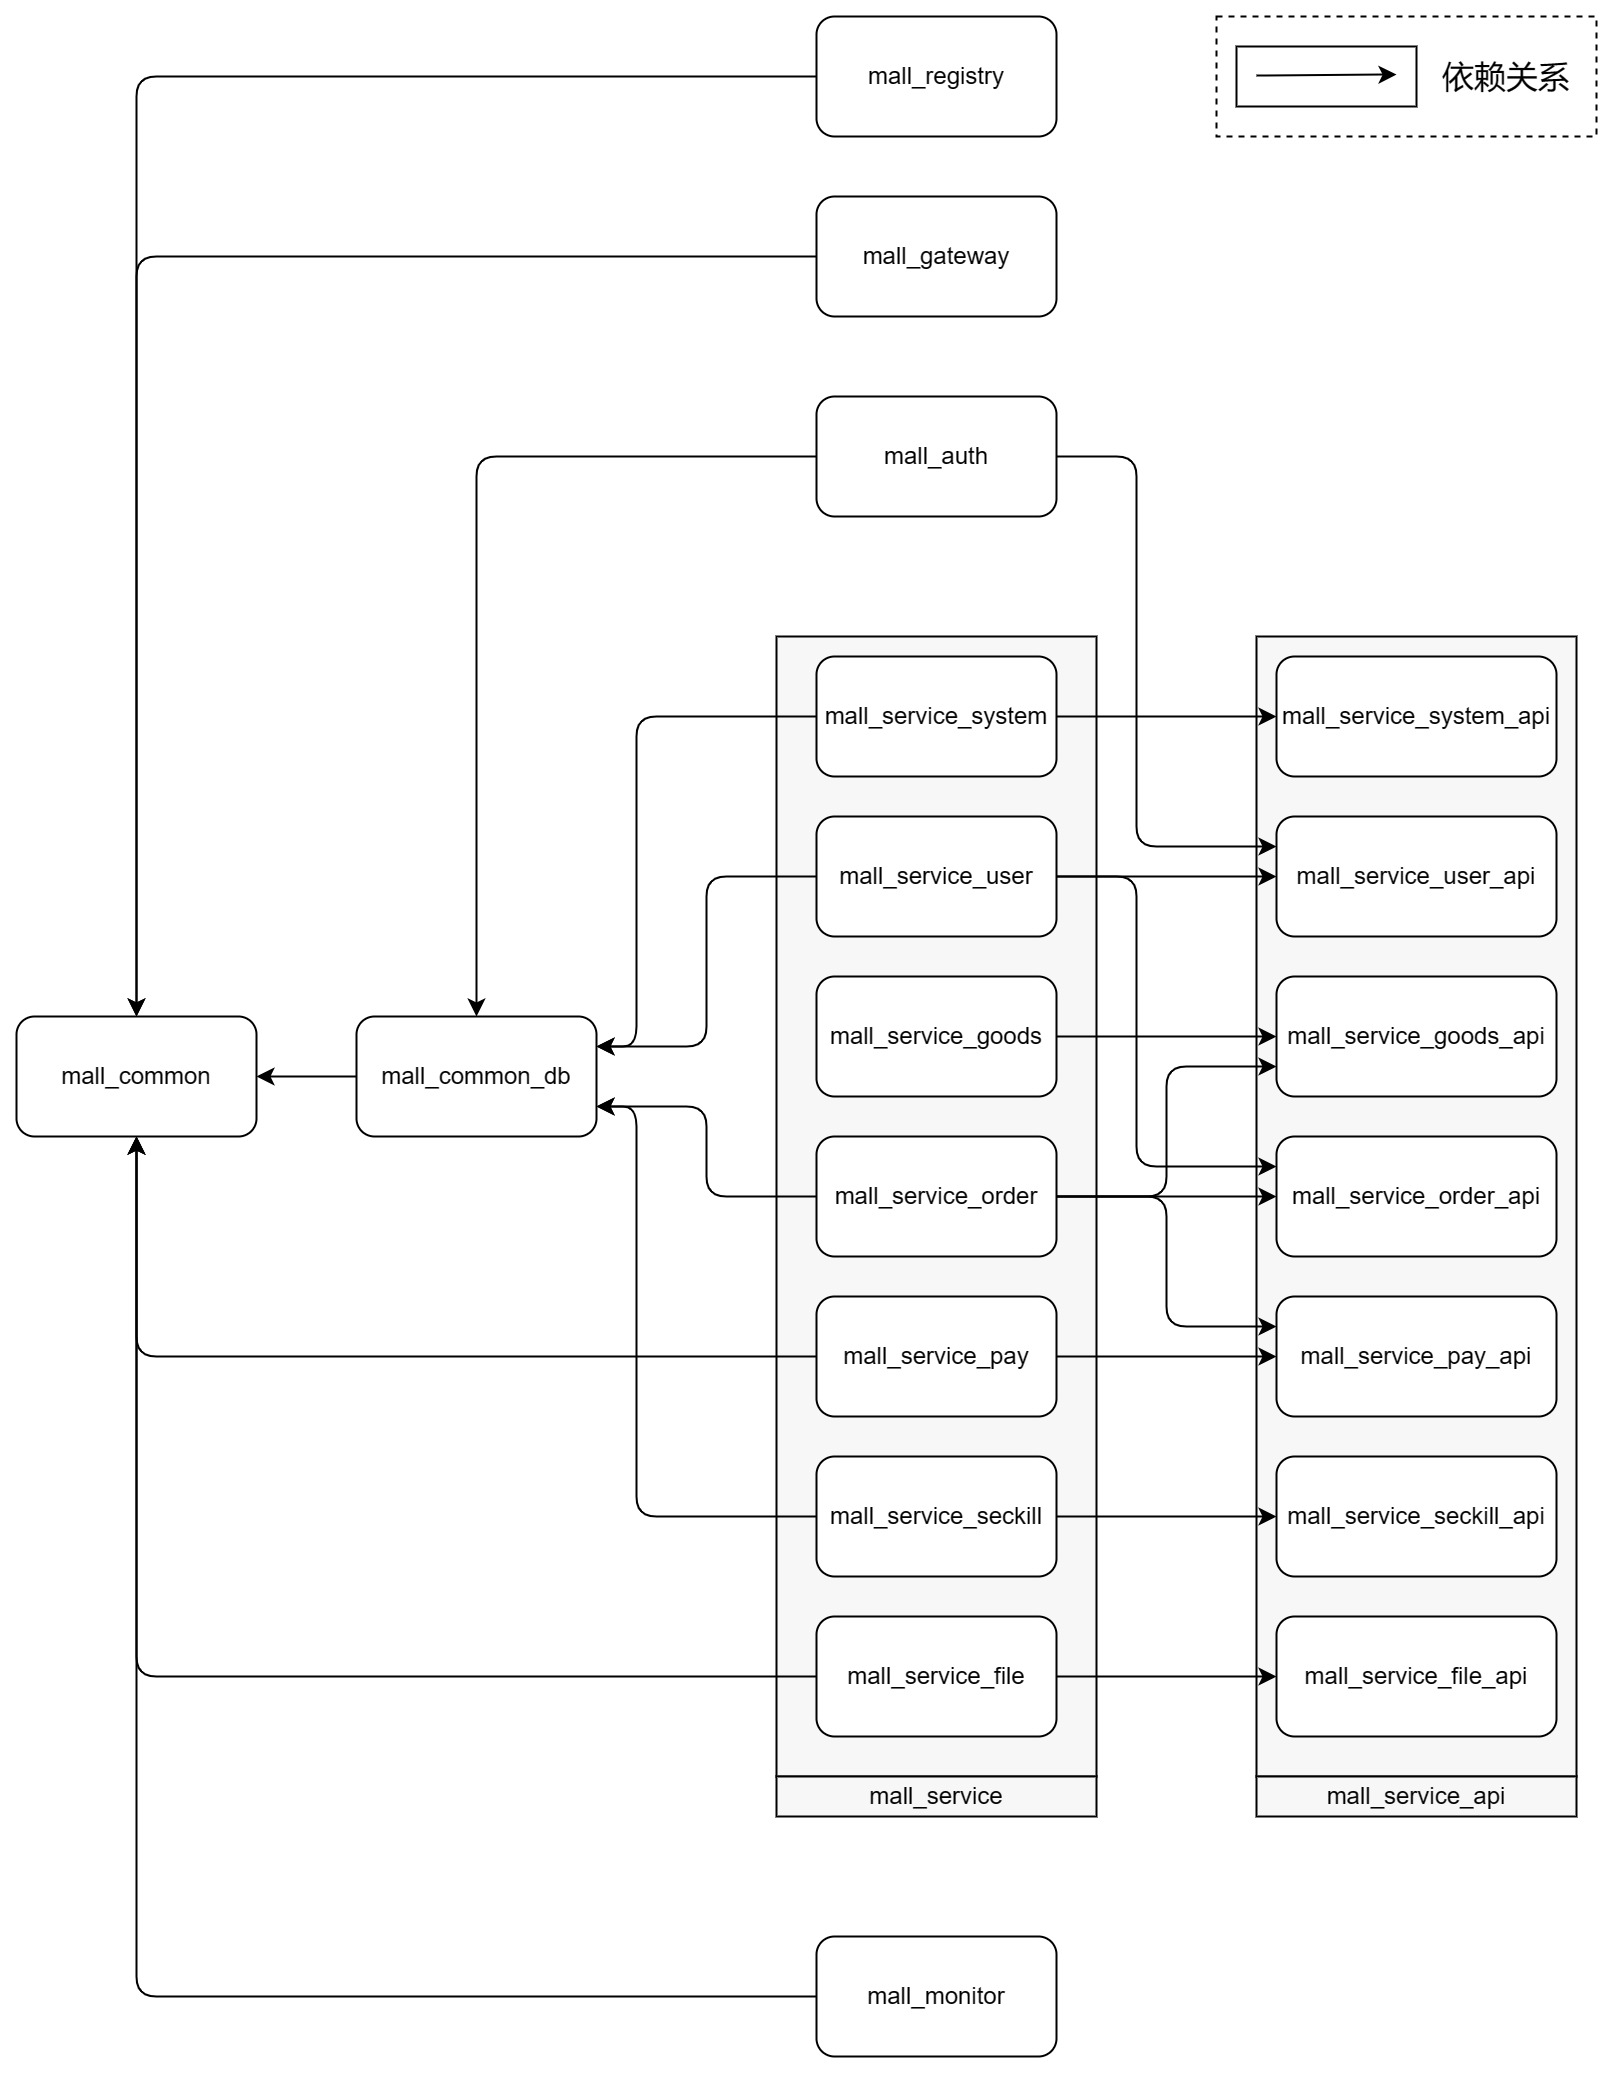 mall_registry
依赖关系
mall_gateway
mall_auth
mall_service_system
mall_service_system_api
mall_service_user
mall_service_user_api
mall_service_goods
mall_service_goods_api
mall_common
mall_common_db
mall_service_order
mall_service_order_api
mall_service_pay
mall_service_pay_api
mall_service_seckill
mall_service_seckill_api
mall_service_file
mall_service_file_api
mall_service
mall_service_api
mall_monitor